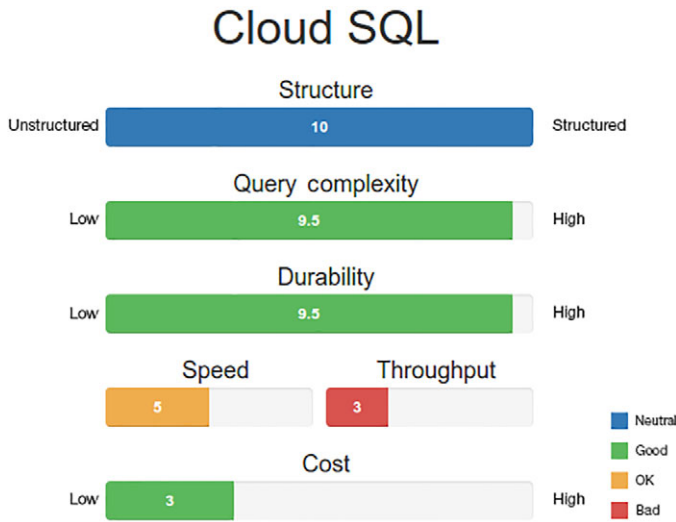 Cloud SQL
Structure
Unstructured 10 Structured
Query complexity
Low 9.5 High
Durability
Low 9.5 High
Speed Throughput
5 3
Neutral
Good
Cost
OK
Low 3 High
Bad